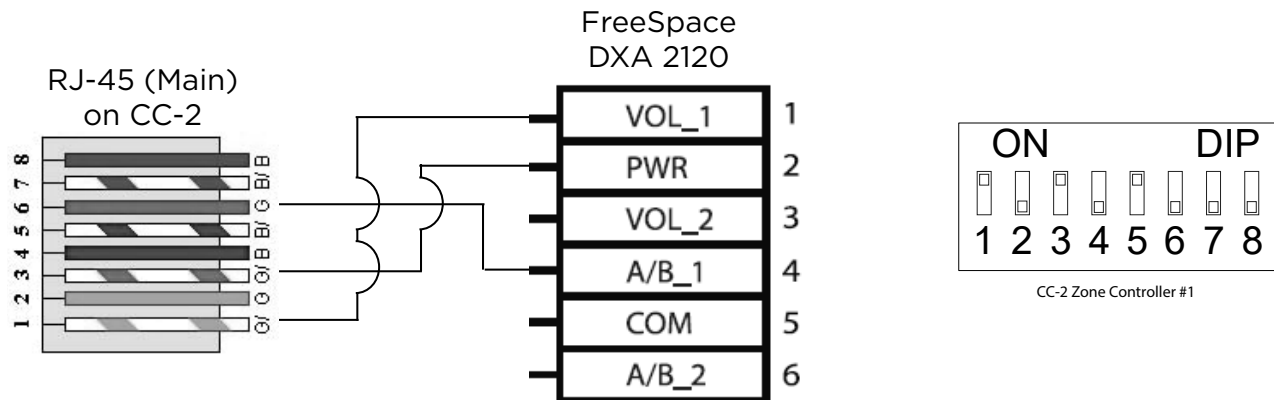 FreeSpace
DXA 2120
RJ-45 (Main)
on CC-2
8 B
7 B/
6 G
5 B/
4 B
3 G/
2 O
1 O/
VOL_1 1
PWR 2
VOL_2 3
A/B_1 4
COM 5
A/B_2 6
ON DIP
1 2 3 4 5 6 7 8
CC-2 Zone Controller #1